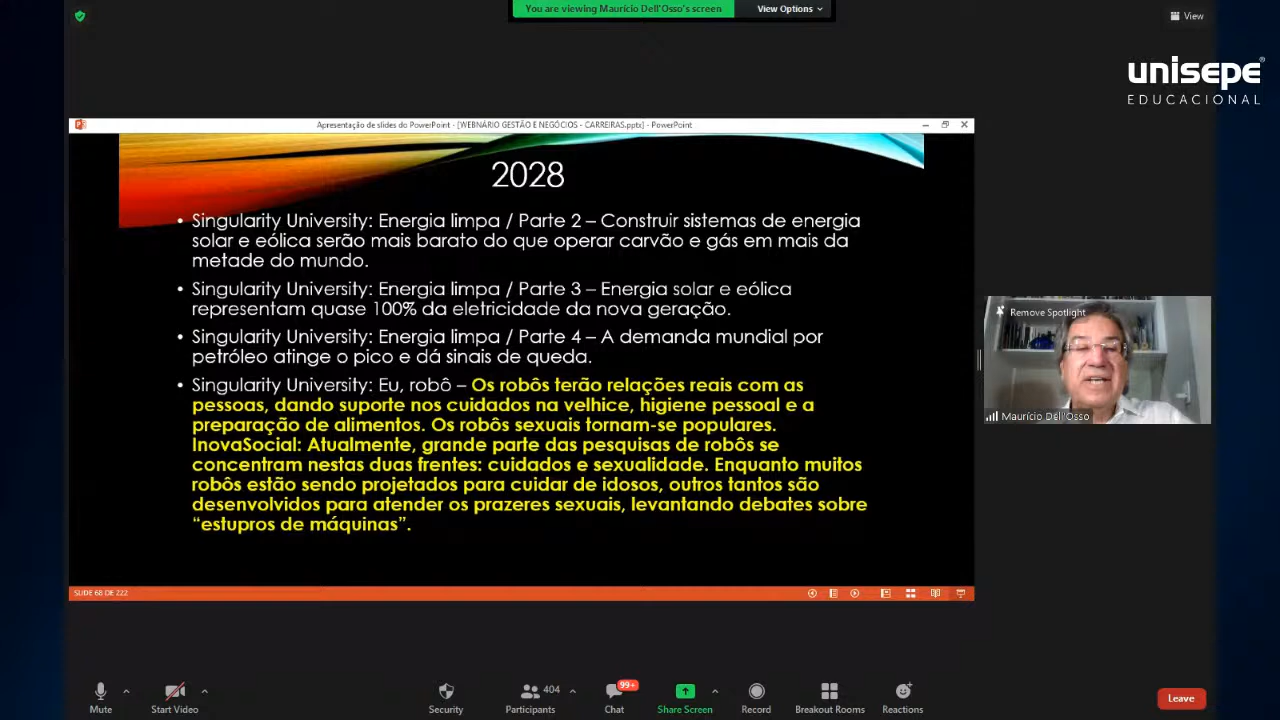 You are viewing Maurício Dell'Osso's screen
View Options
View
unisepe
EDUCACIONAL
Apresentação de slides do PowerPoint - [WEBNÁRIO GESTÃO E NEGÓCIOS - CARREIRAS.pptx] - PowerPoint
2028
• Singularity University: Energia limpa / Parte 2 – Construir sistemas de energia
solar e eólica serão mais barato do que operar carvão e gás em mais da
metade do mundo.
• Singularity University: Energia limpa / Parte 3 – Energia solar e eólica
representam quase 100% da eletricidade da nova geração.
• Singularity University: Energia limpa / Parte 4 – A demanda mundial por
petróleo atinge o pico e dá sinais de queda.
• Singularity University: Eu, robô – Os robôs terão relações reais com as
pessoas, dando suporte nos cuidados na velhice, higiene pessoal e a
preparação de alimentos. Os robôs sexuais tornam-se populares.
InovaSocial: Atualmente, grande parte das pesquisas de robôs se
concentram nestas duas frentes: cuidados e sexualidade. Enquanto muitos
robôs estão sendo projetados para cuidar de idosos, outros tantos são
desenvolvidos para atender os prazeres sexuais, levantando debates sobre
“estupros de máquinas”.
Remove Spotlight
Maurício Dell'Osso
SLIDE 68 DE 222
Mute
Start Video
Security
404
Participants
99+
Chat
Share Screen
Record
Breakout Rooms
Reactions
Leave